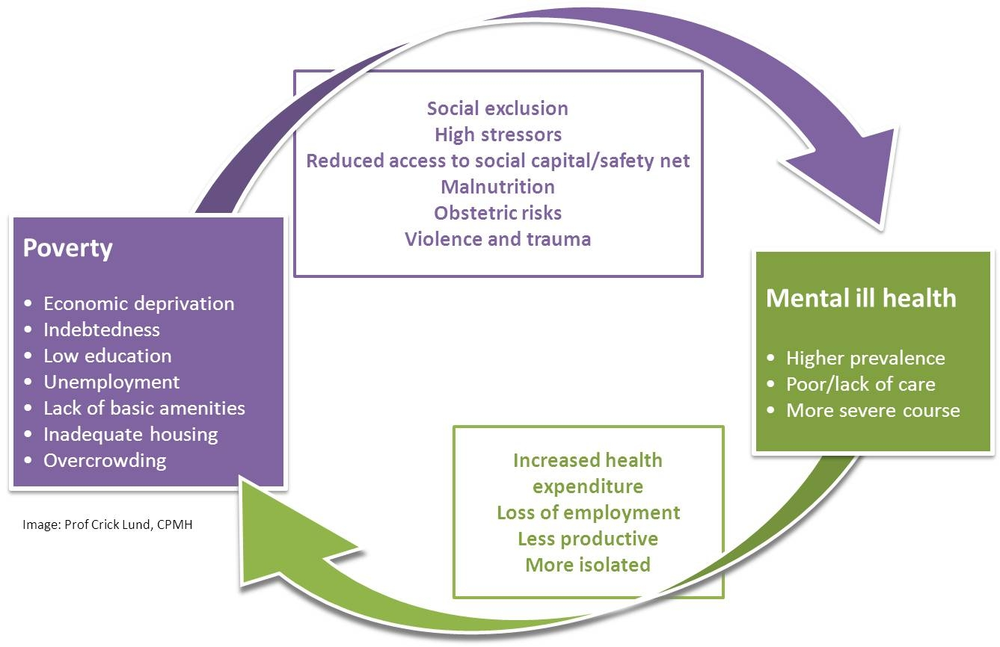 Social exclusion
High stressors
Reduced access to social capital/safety net
Malnutrition
Obstetric risks
Violence and trauma
Poverty
• Economic deprivation
• Indebtedness
• Low education
• Unemployment
• Lack of basic amenities
• Inadequate housing
• Overcrowding
Mental ill health
• Higher prevalence
• Poor/lack of care
• More severe course
Increased health
expenditure
Loss of employment
Less productive
More isolated
Image: Prof Crick Lund, CPMH